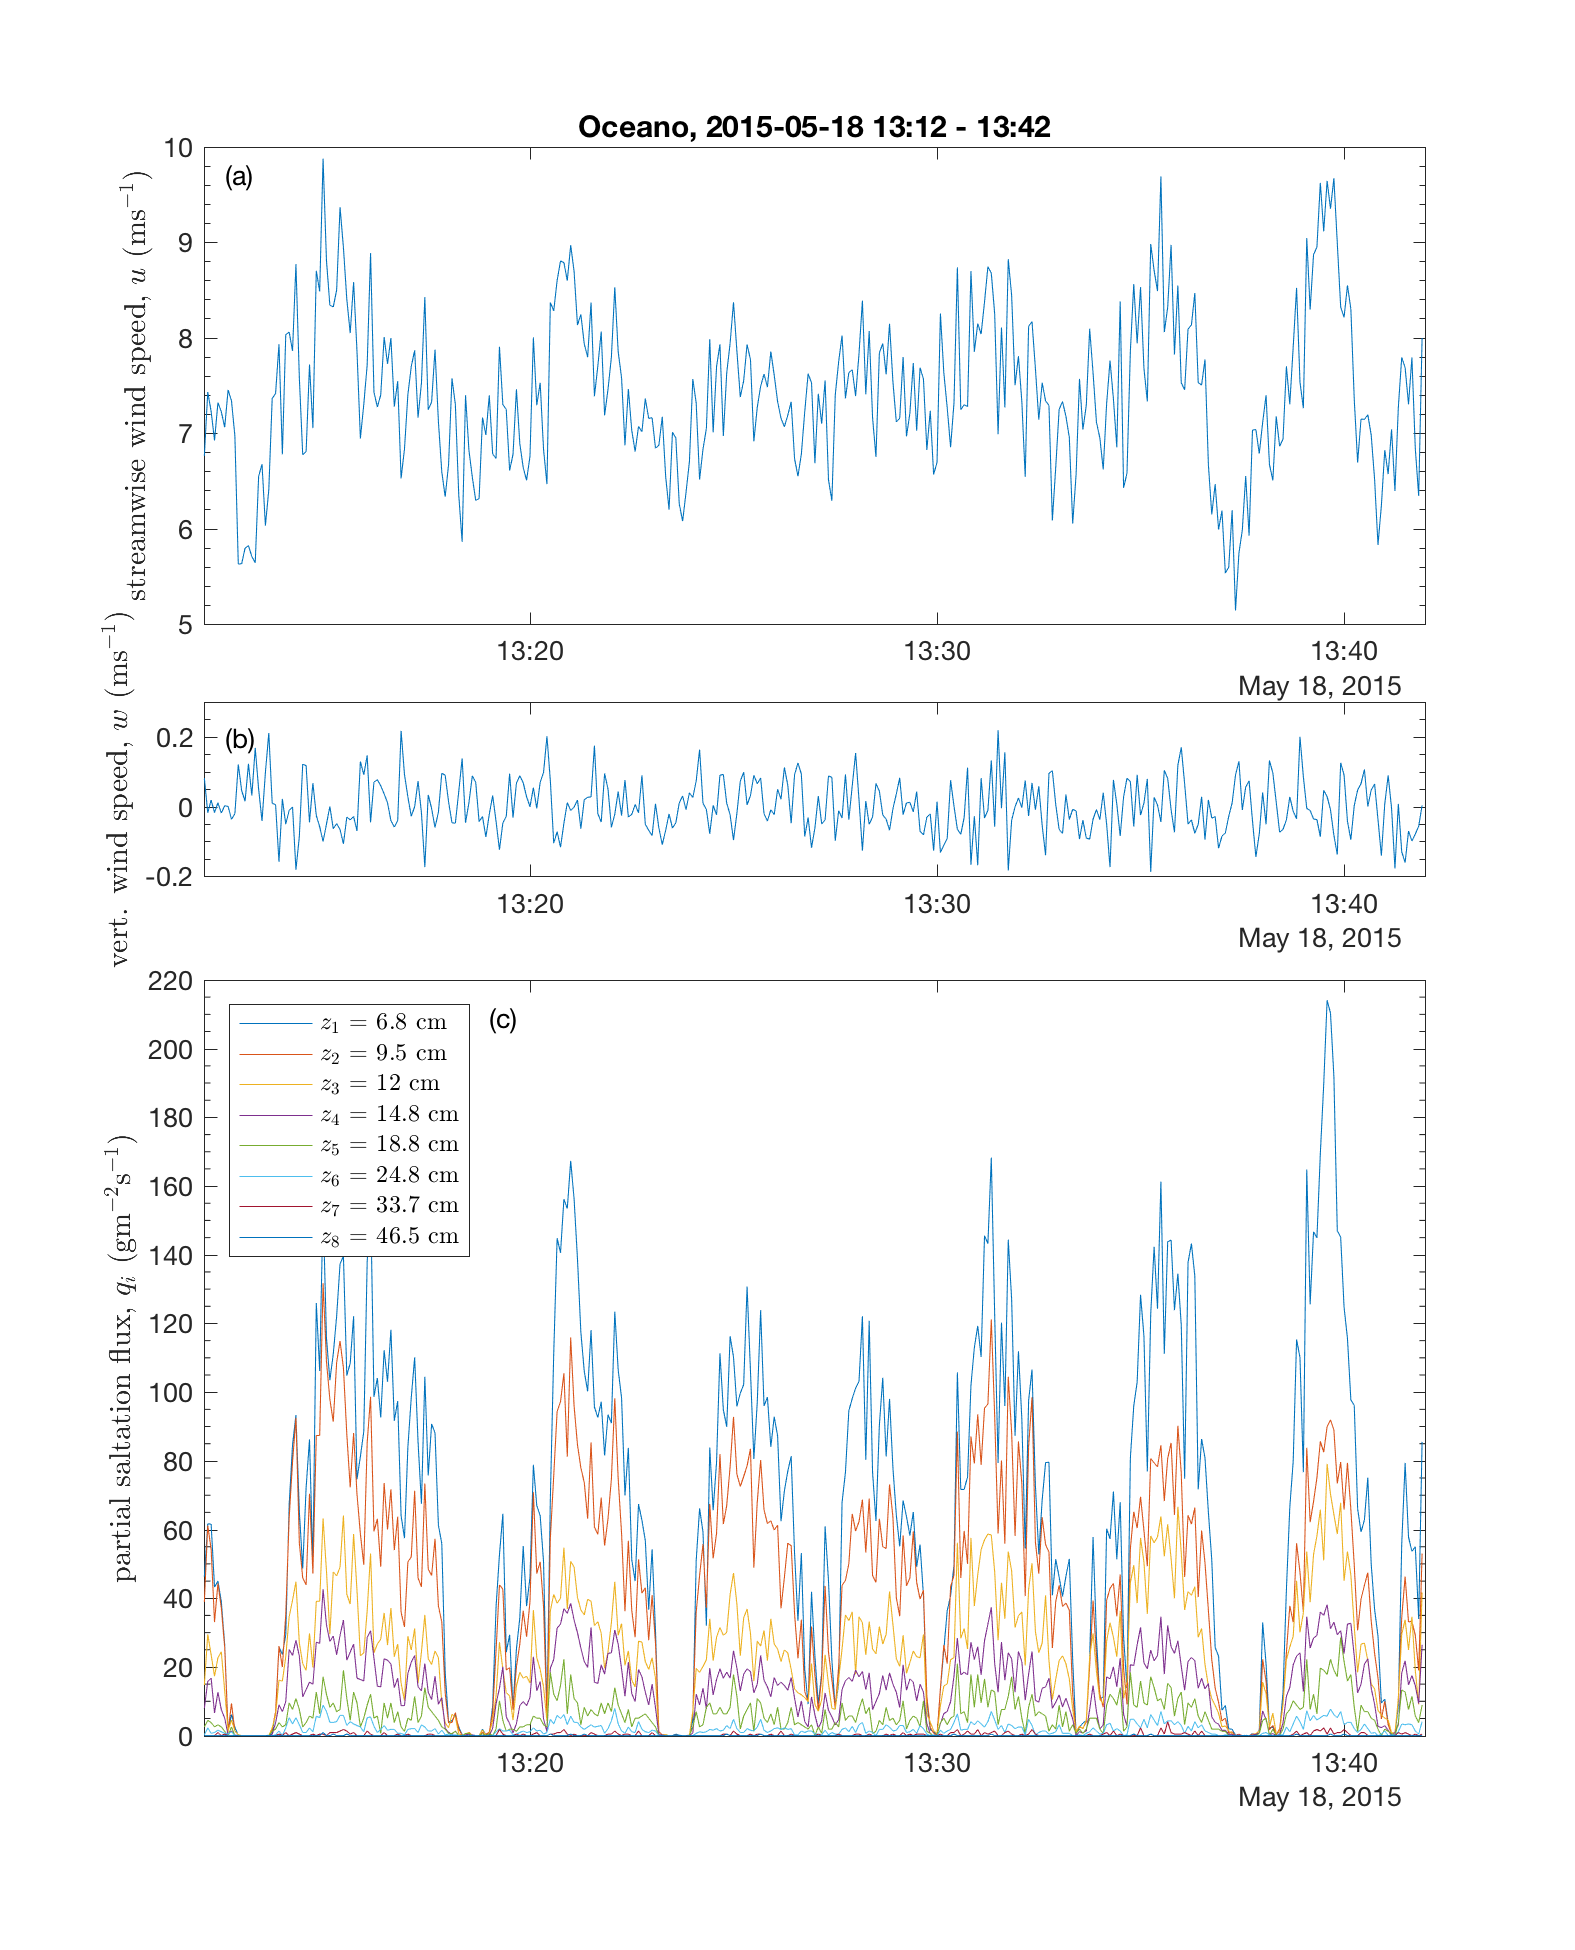 Oceano, 2015-05-18 13:12 - 13:42
(a)
streamwise wind speed, u (ms⁻¹)
10
9
8
7
6
5
13:20 13:30 13:40
May 18, 2015
(b)
vert. wind speed, w (ms⁻¹)
0.2
0
-0.2
13:20 13:30 13:40
May 18, 2015
(c)
partial saltation flux, qᵢ (gm⁻²s⁻¹)
220
200
180
160
140
120
100
80
60
40
20
0
z₁ = 6.8 cm
z₂ = 9.5 cm
z₃ = 12 cm
z₄ = 14.8 cm
z₅ = 18.8 cm
z₆ = 24.8 cm
z₇ = 33.7 cm
z₈ = 46.5 cm
13:20 13:30 13:40
May 18, 2015